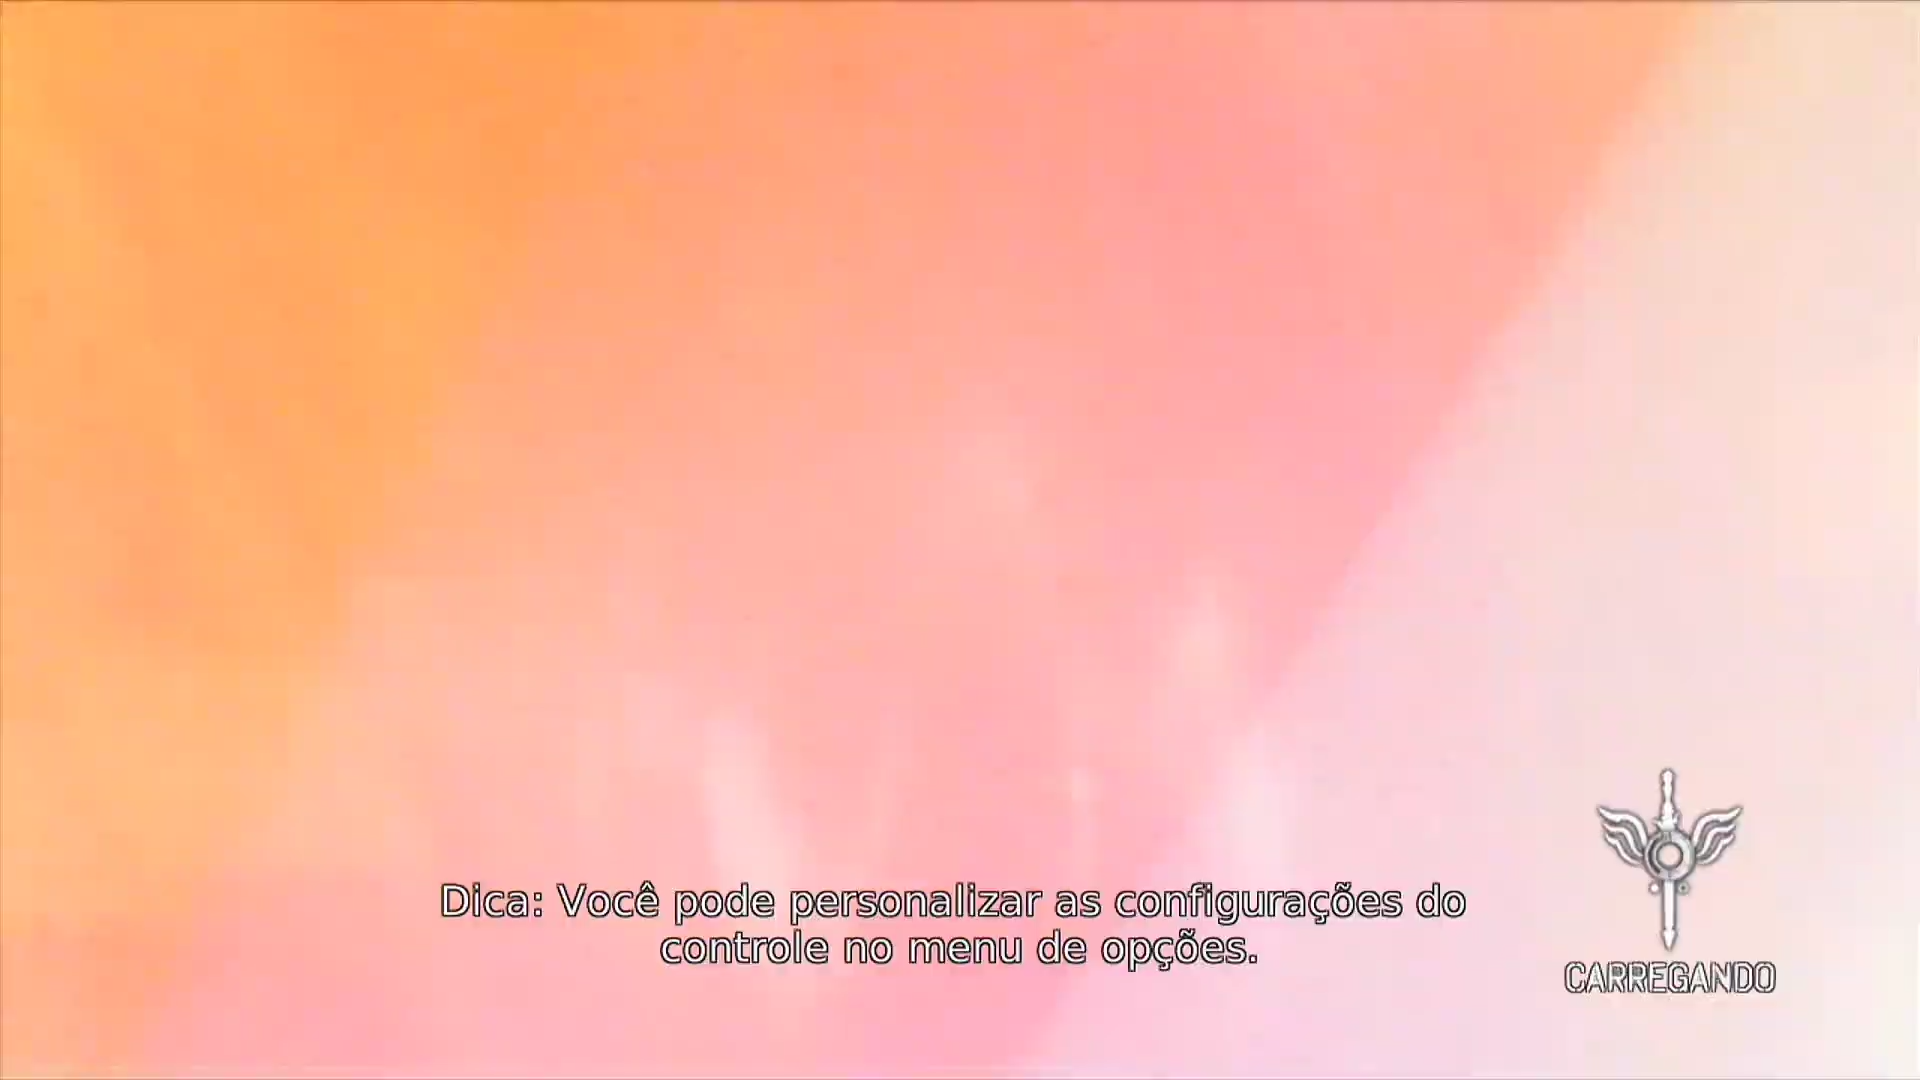 Dica: Você pode personalizar as configurações do
controle no menu de opções.
CARREGANDO